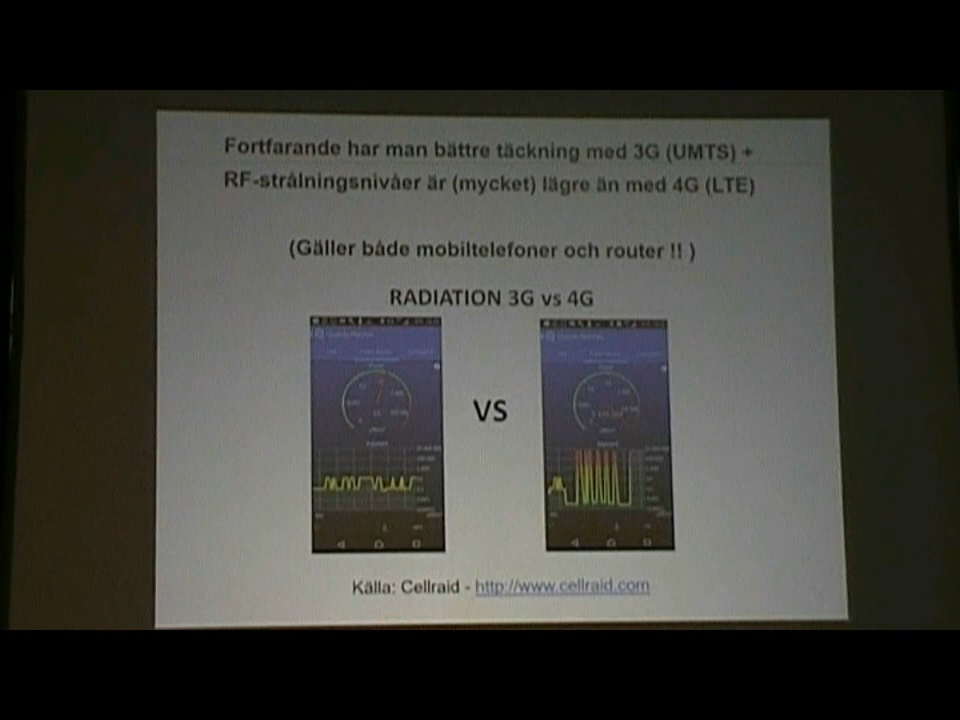 Fortfarande har man bättre täckning med 3G (UMTS) +
RF-strålningsnivåer är (mycket) lägre än med 4G (LTE)
(Gäller både mobiltelefoner och router !! )
RADIATION 3G vs 4G
VS
Källa: Cellraid - http://www.cellraid.com